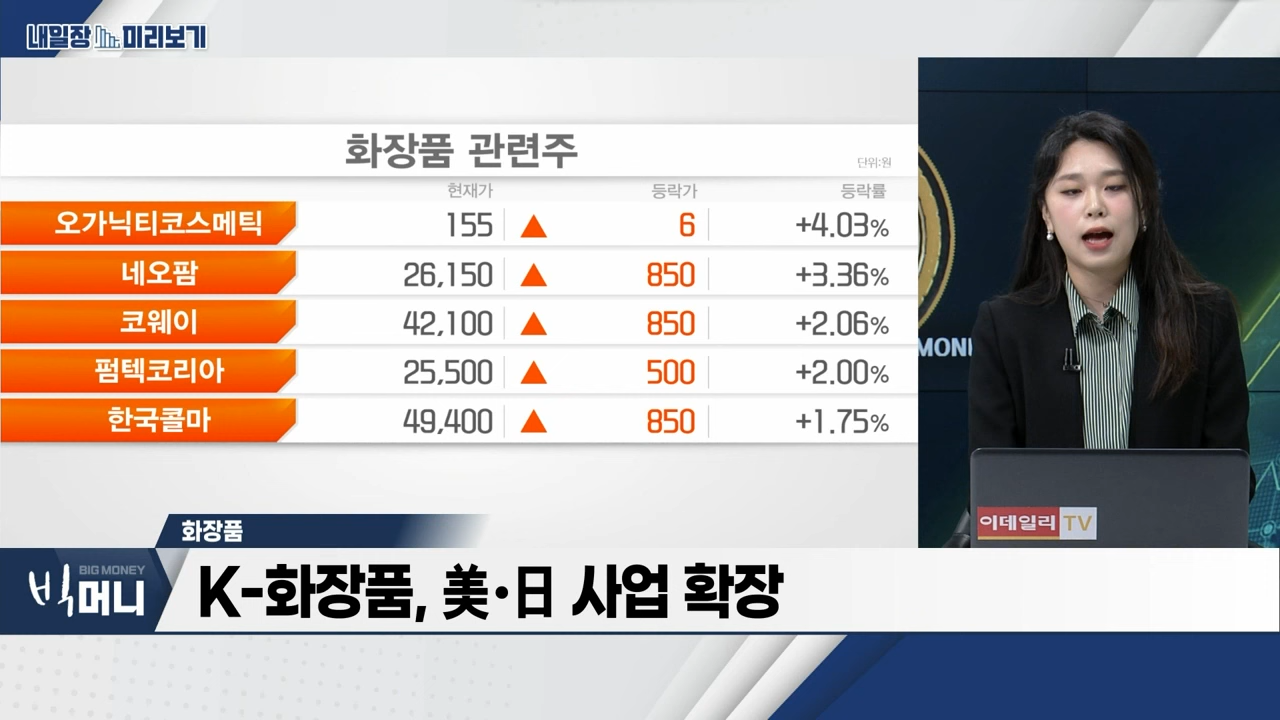 내일장 미리보기
화장품 관련주
단위:원
현재가 등락가 등락률
오가닉티코스메틱 155 ▲ 6 +4.03%
네오팜 26,150 ▲ 850 +3.36%
코웨이 42,100 ▲ 850 +2.06%
펌텍코리아 25,500 ▲ 500 +2.00%
한국콜마 49,400 ▲ 850 +1.75%
MON
이데일리TV
화장품
BIG MONEY
빅머니
K-화장품, 美·日 사업 확장